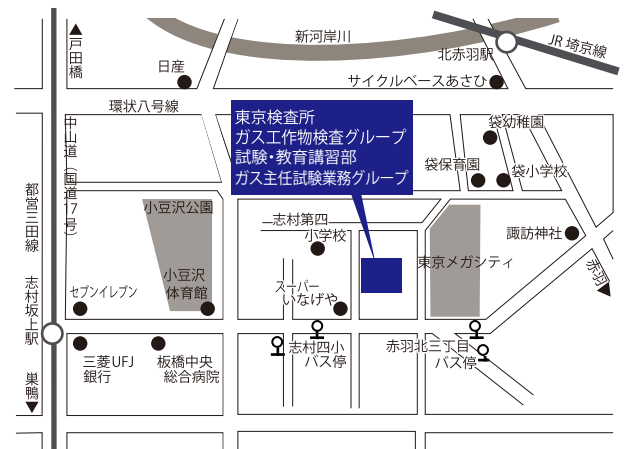 ▲戸田橋
新河岸川
北赤羽駅
JR 埼京線
日産
サイクルベースあさひ
環状八号線
中山道（国道17号）
東京検査所
ガス工作物検査グループ
試験・教育講習部
ガス主任試験業務グループ
袋幼稚園
袋保育園
袋小学校
都営三田線
志村坂上駅
巣鴨▼
小豆沢公園
小豆沢
体育館
志村第四
小学校
諏訪神社
東京メガシティ
赤羽▼
セブンイレブン
スーパー
いなげや
三菱UFJ
銀行
板橋中央
総合病院
志村四小
バス停
赤羽北三丁目
バス停